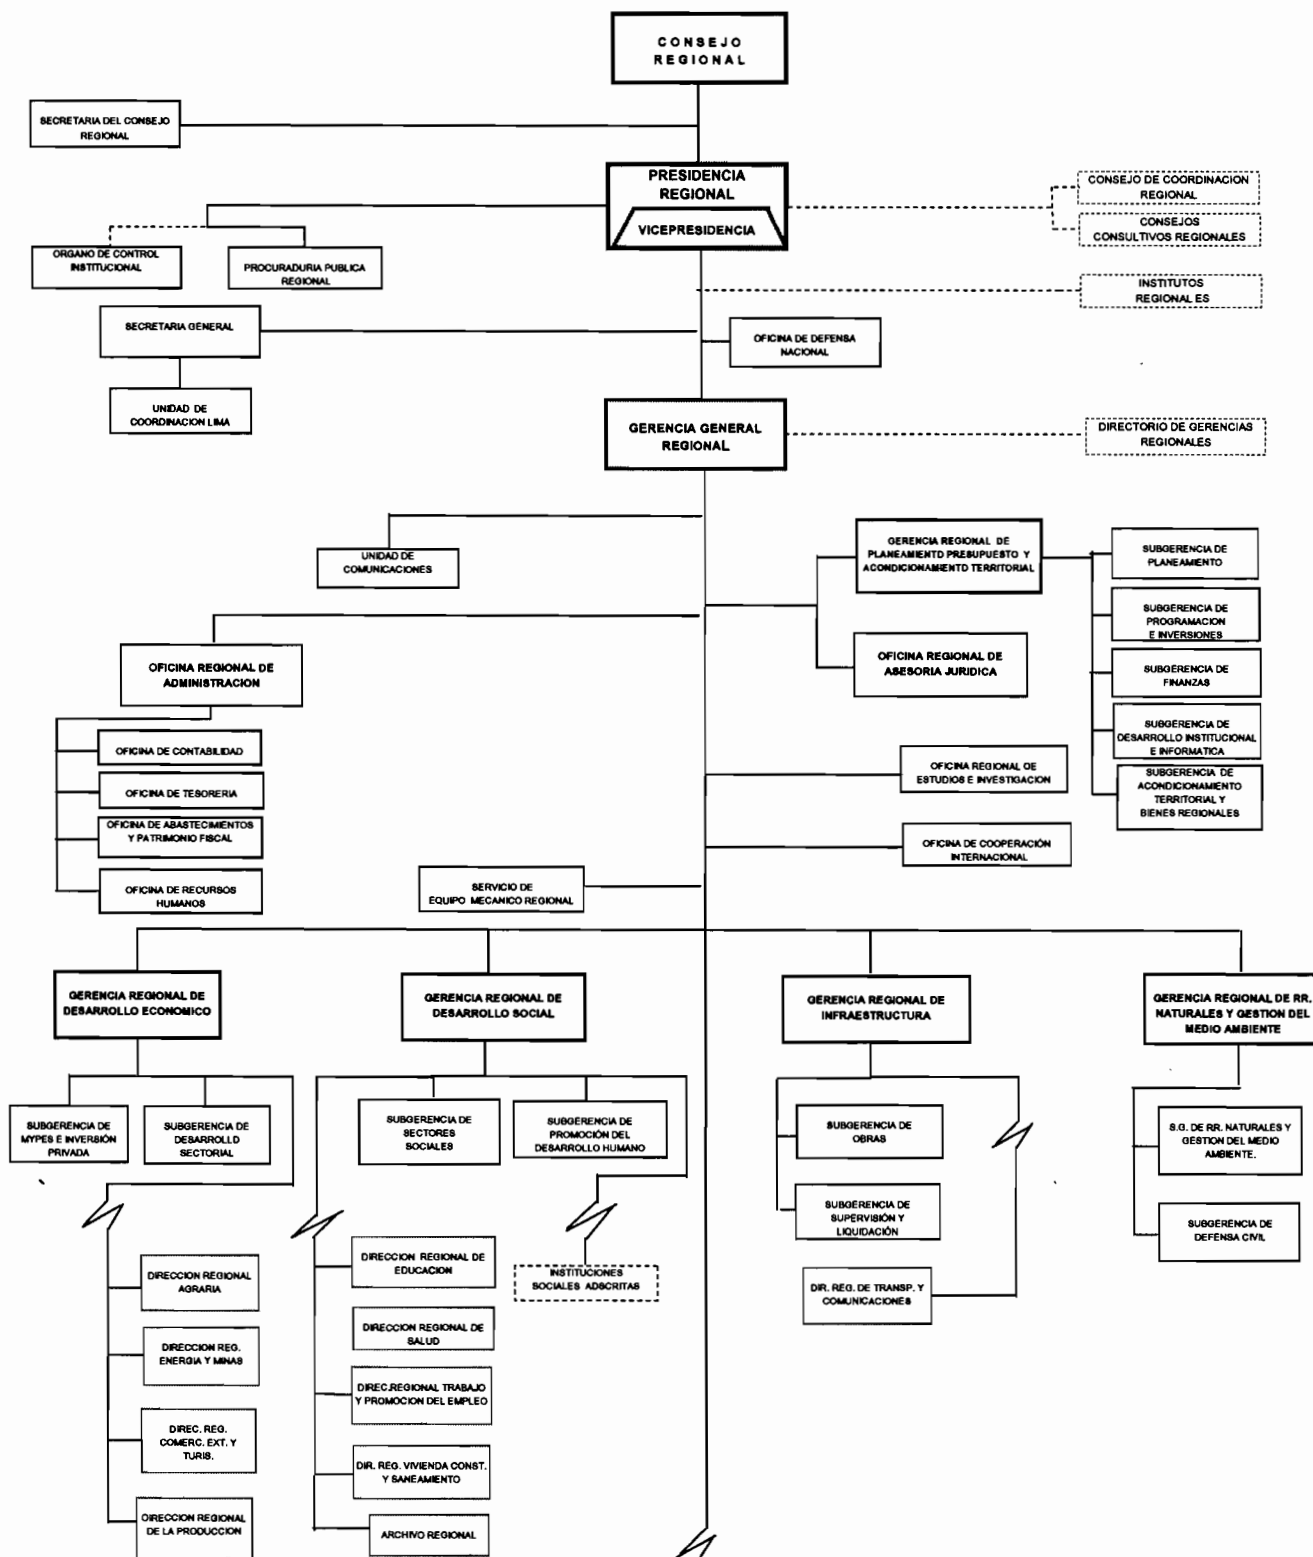 CONSEJO
REGIONAL
SECRETARIA DEL CONSEJO
REGIONAL
PRESIDENCIA
REGIONAL
VICEPRESIDENCIA
CONSEJO DE COORDINACION
REGIONAL
CONSEJOS
CONSULTIVOS REGIONALES
ORGANO DE CONTROL
INSTITUCIONAL
PROCURADURIA PUBLICA
REGIONAL
INSTITUTOS
REGIONALES
SECRETARIA GENERAL
OFICINA DE DEFENSA
NACIONAL
UNIDAD DE
COORDINACION LIMA
GERENCIA GENERAL
REGIONAL
DIRECTORIO DE GERENCIAS
REGIONALES
UNIDAD DE
COMUNICACIONES
GERENCIA REGIONAL DE
PLANEAMIENTO PRESUPUESTO Y
ACONDICIONAMIENTO TERRITORIAL
SUBGERENCIA DE
PLANEAMIENTO
SUBGERENCIA DE
PROGRAMACION
E INVERSIONES
OFICINA REGIONAL DE
ASESORIA JURIDICA
SUBGERENCIA DE
FINANZAS
SUBGERENCIA DE
DESARROLLO INSTITUCIONAL
E INFORMATICA
SUBGERENCIA DE
ACONDICIONAMIENTO
TERRITORIAL Y
BIENES REGIONALES
OFICINA REGIONAL DE
ADMINISTRACION
OFICINA DE CONTABILIDAD
OFICINA DE TESORERIA
OFICINA DE ABASTECIMIENTOS
Y PATRIMONIO FISCAL
OFICINA DE RECURSOS
HUMANOS
OFICINA REGIONAL DE
ESTUDIOS E INVESTIGACION
OFICINA DE COOPERACIÓN
INTERNACIONAL
SERVICIO DE
EQUIPO MECANICO REGIONAL
GERENCIA REGIONAL DE
DESARROLLO ECONOMICO
GERENCIA REGIONAL DE
DESARROLLO SOCIAL
GERENCIA REGIONAL DE
INFRAESTRUCTURA
GERENCIA REGIONAL DE RR.
NATURALES Y GESTION DEL
MEDIO AMBIENTE
SUBGERENCIA DE
MYPES E INVERSIÓN
PRIVADA
SUBGERENCIA DE
DESARROLLO
SECTORIAL
SUBGERENCIA DE
SECTORES
SOCIALES
SUBGERENCIA DE
PROMOCIÓN DEL
DESARROLLO HUMANO
SUBGERENCIA DE
OBRAS
S.G. DE RR. NATURALES Y
GESTION DEL MEDIO
AMBIENTE.
SUBGERENCIA DE
SUPERVISIÓN Y
LIQUIDACIÓN
SUBGERENCIA DE
DEFENSA CIVIL
DIRECCION REGIONAL
AGRARIA
DIRECCION REGIONAL DE
EDUCACION
INSTITUCIONES
SOCIALES ADSCRITAS
DIR. REG. DE TRANSP. Y
COMUNICACIONES
DIRECCION REG.
ENERGIA Y MINAS
DIRECCION REGIONAL DE
SALUD
DIREC.REGIONAL TRABAJO
Y PROMOCION DEL EMPLEO
DIREC. REG.
COMERC. EXT. Y
TURIS.
DIR. REG. VIVIENDA CONST.
Y SANEAMIENTO
DIRECCION REGIONAL
DE LA PRODUCCION
ARCHIVO REGIONAL